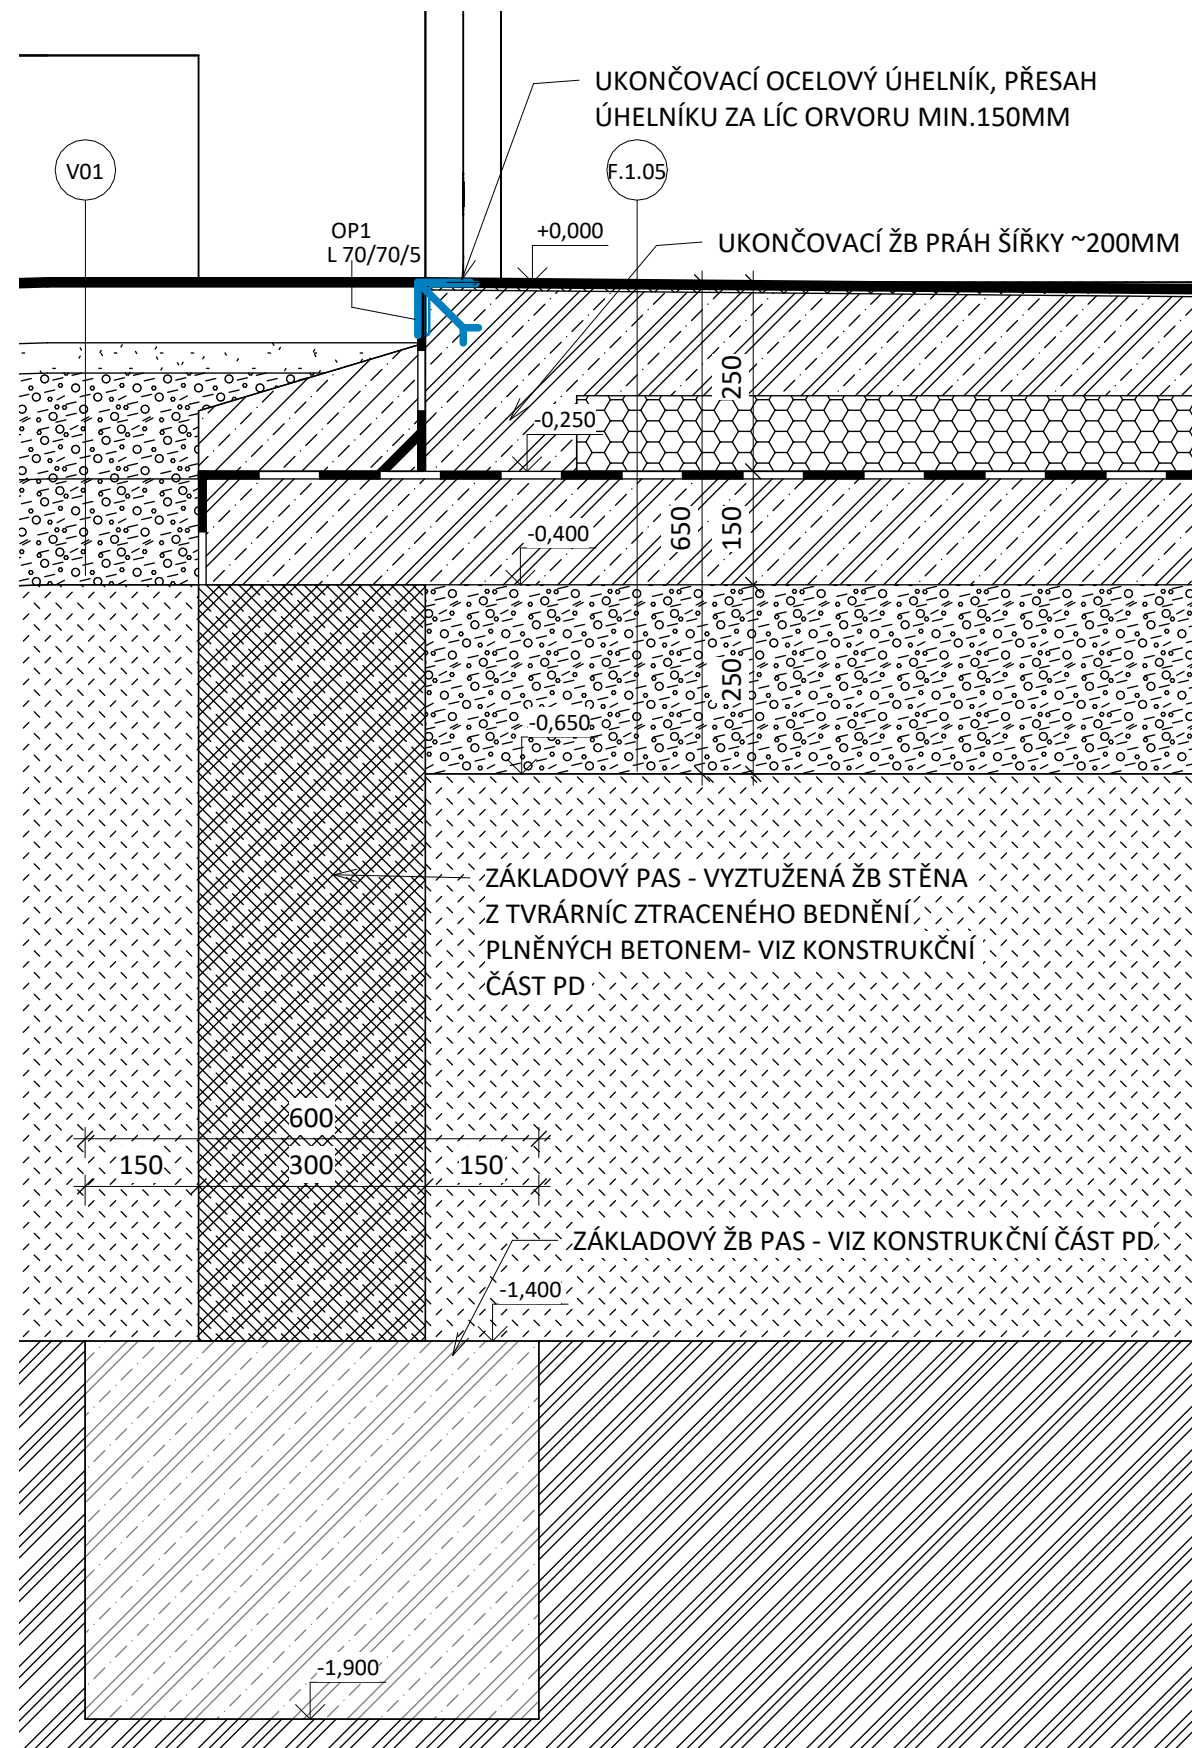 UKONČOVACÍ OCELOVÝ ÚHELNÍK, PŘESAH
ÚHELNÍKU ZA LÍC ORVORU MIN.150MM
V01
F.1.05
OP1
L 70/70/5
+0,000
UKONČOVACÍ ŽB PRÁH ŠÍŘKY ~200MM
250
-0,250
650
150
-0,400
250
-0,650
ZÁKLADOVÝ PAS - VYZTUŽENÁ ŽB STĚNA
Z TVRÁRNÍC ZTRACENÉHO BEDNĚNÍ
PLNĚNÝCH BETONEM- VIZ KONSTRUKČNÍ
ČÁST PD
600
150
300
150
ZÁKLADOVÝ ŽB PAS - VIZ KONSTRUKČNÍ ČÁST PD
-1,400
-1,900